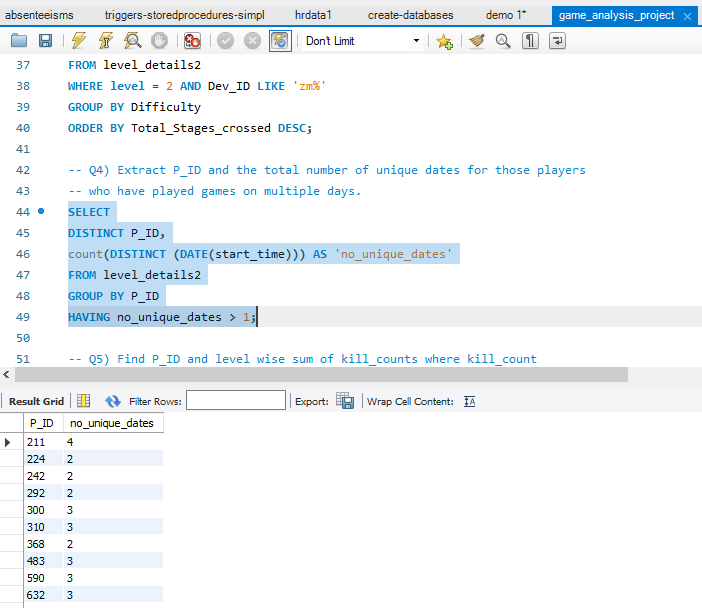 absenteeisms triggers-storedprocedures-simpl hrdata1 create-databases demo 1* game_analysis_project
Don't Limit
37 FROM level_details2
38 WHERE level = 2 AND Dev_ID LIKE 'zm%'
39 GROUP BY Difficulty
40 ORDER BY Total_Stages_crossed DESC;
41
42 -- Q4) Extract P_ID and the total number of unique dates for those players
43 -- who have played games on multiple days.
44 SELECT
45 DISTINCT P_ID,
46 count(DISTINCT (DATE(start_time))) AS 'no_unique_dates'
47 FROM level_details2
48 GROUP BY P_ID
49 HAVING no_unique_dates > 1;
50
51 -- Q5) Find P_ID and level wise sum of kill_counts where kill_count
Result Grid Filter Rows: Export: Wrap Cell Content: IA
P_ID no_unique_dates
211 4
224 2
242 2
292 2
300 3
310 3
368 2
483 3
590 3
632 3